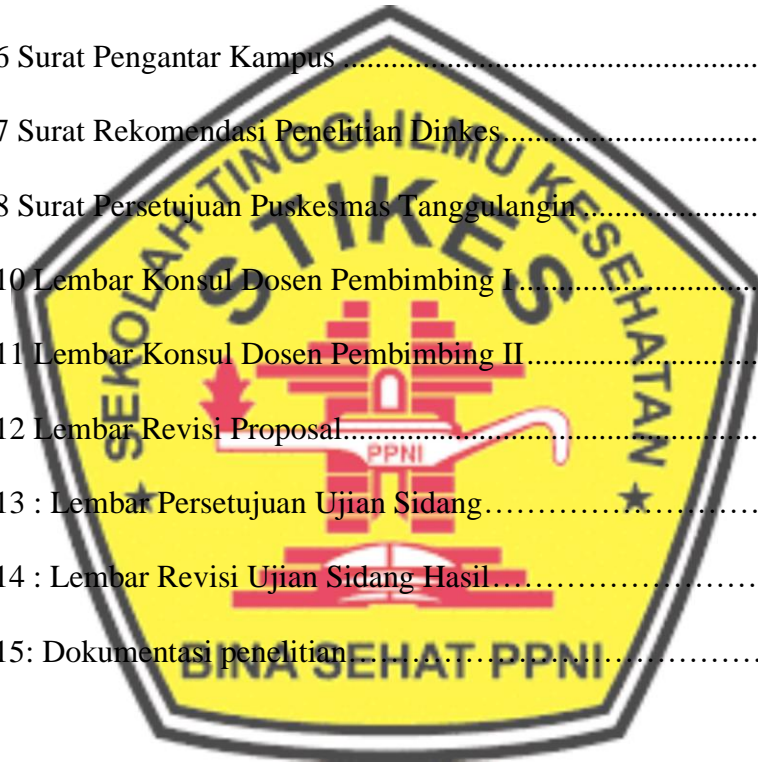 6 Surat Pengantar Kampus ....................................................
7 Surat Rekomendasi Penelitian Dinkes..................................
8 Surat Persetujuan Puskesmas Tanggulangin .......................
10 Lembar Konsul Dosen Pembimbing I ...............................
11 Lembar Konsul Dosen Pembimbing II..............................
12 Lembar Revisi Proposal.....................................................
13 : Lembar Persetujuan Ujian Sidang…………………………
14 : Lembar Revisi Ujian Sidang Hasil…………………………
15: Dokumentasi penelitian……………………………………
SEKOLAH TINGGI ILMU KESEHATAN
STIKES
PPNI
BINA SEHAT PPNI